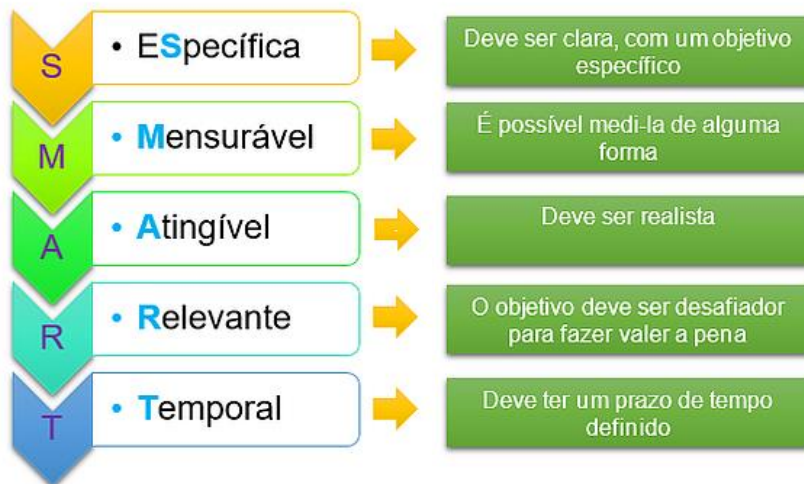 S
• ESpecífica
Deve ser clara, com um objetivo
específico
M
• Mensurável
É possível medi-la de alguma
forma
A
• Atingível
Deve ser realista
R
• Relevante
O objetivo deve ser desafiador
para fazer valer a pena
T
• Temporal
Deve ter um prazo de tempo
definido